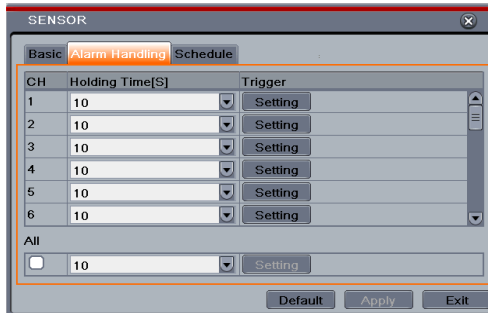 SENSOR
Basic Alarm Handling Schedule
CH Holding Time[S] Trigger
1 10 Setting
2 10 Setting
3 10 Setting
4 10 Setting
5 10 Setting
6 10 Setting
All
10 Setting
Default Apply Exit